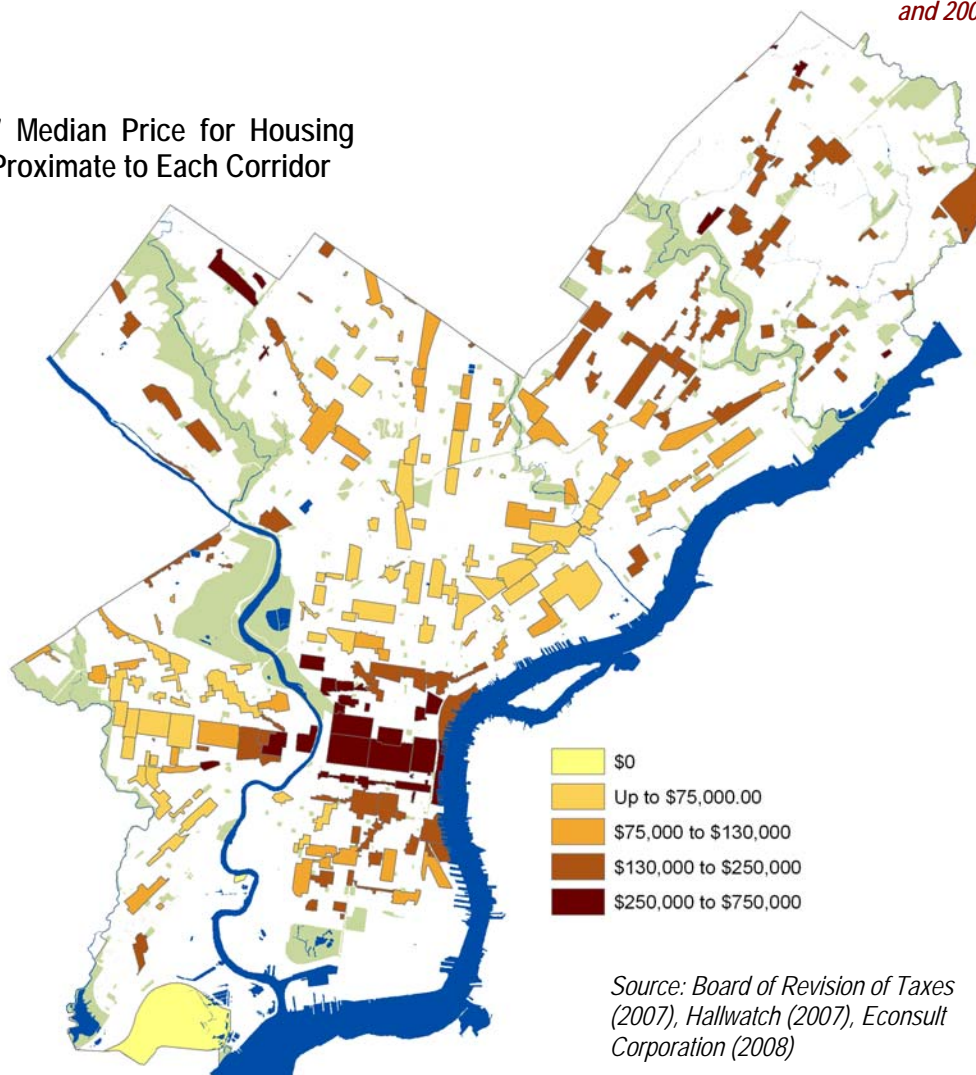 and 200
Median Price for Housing
Proximate to Each Corridor
$0
Up to $75,000.00
$75,000 to $130,000
$130,000 to $250,000
$250,000 to $750,000
Source: Board of Revision of Taxes
(2007), Hallwatch (2007), Econsult
Corporation (2008)